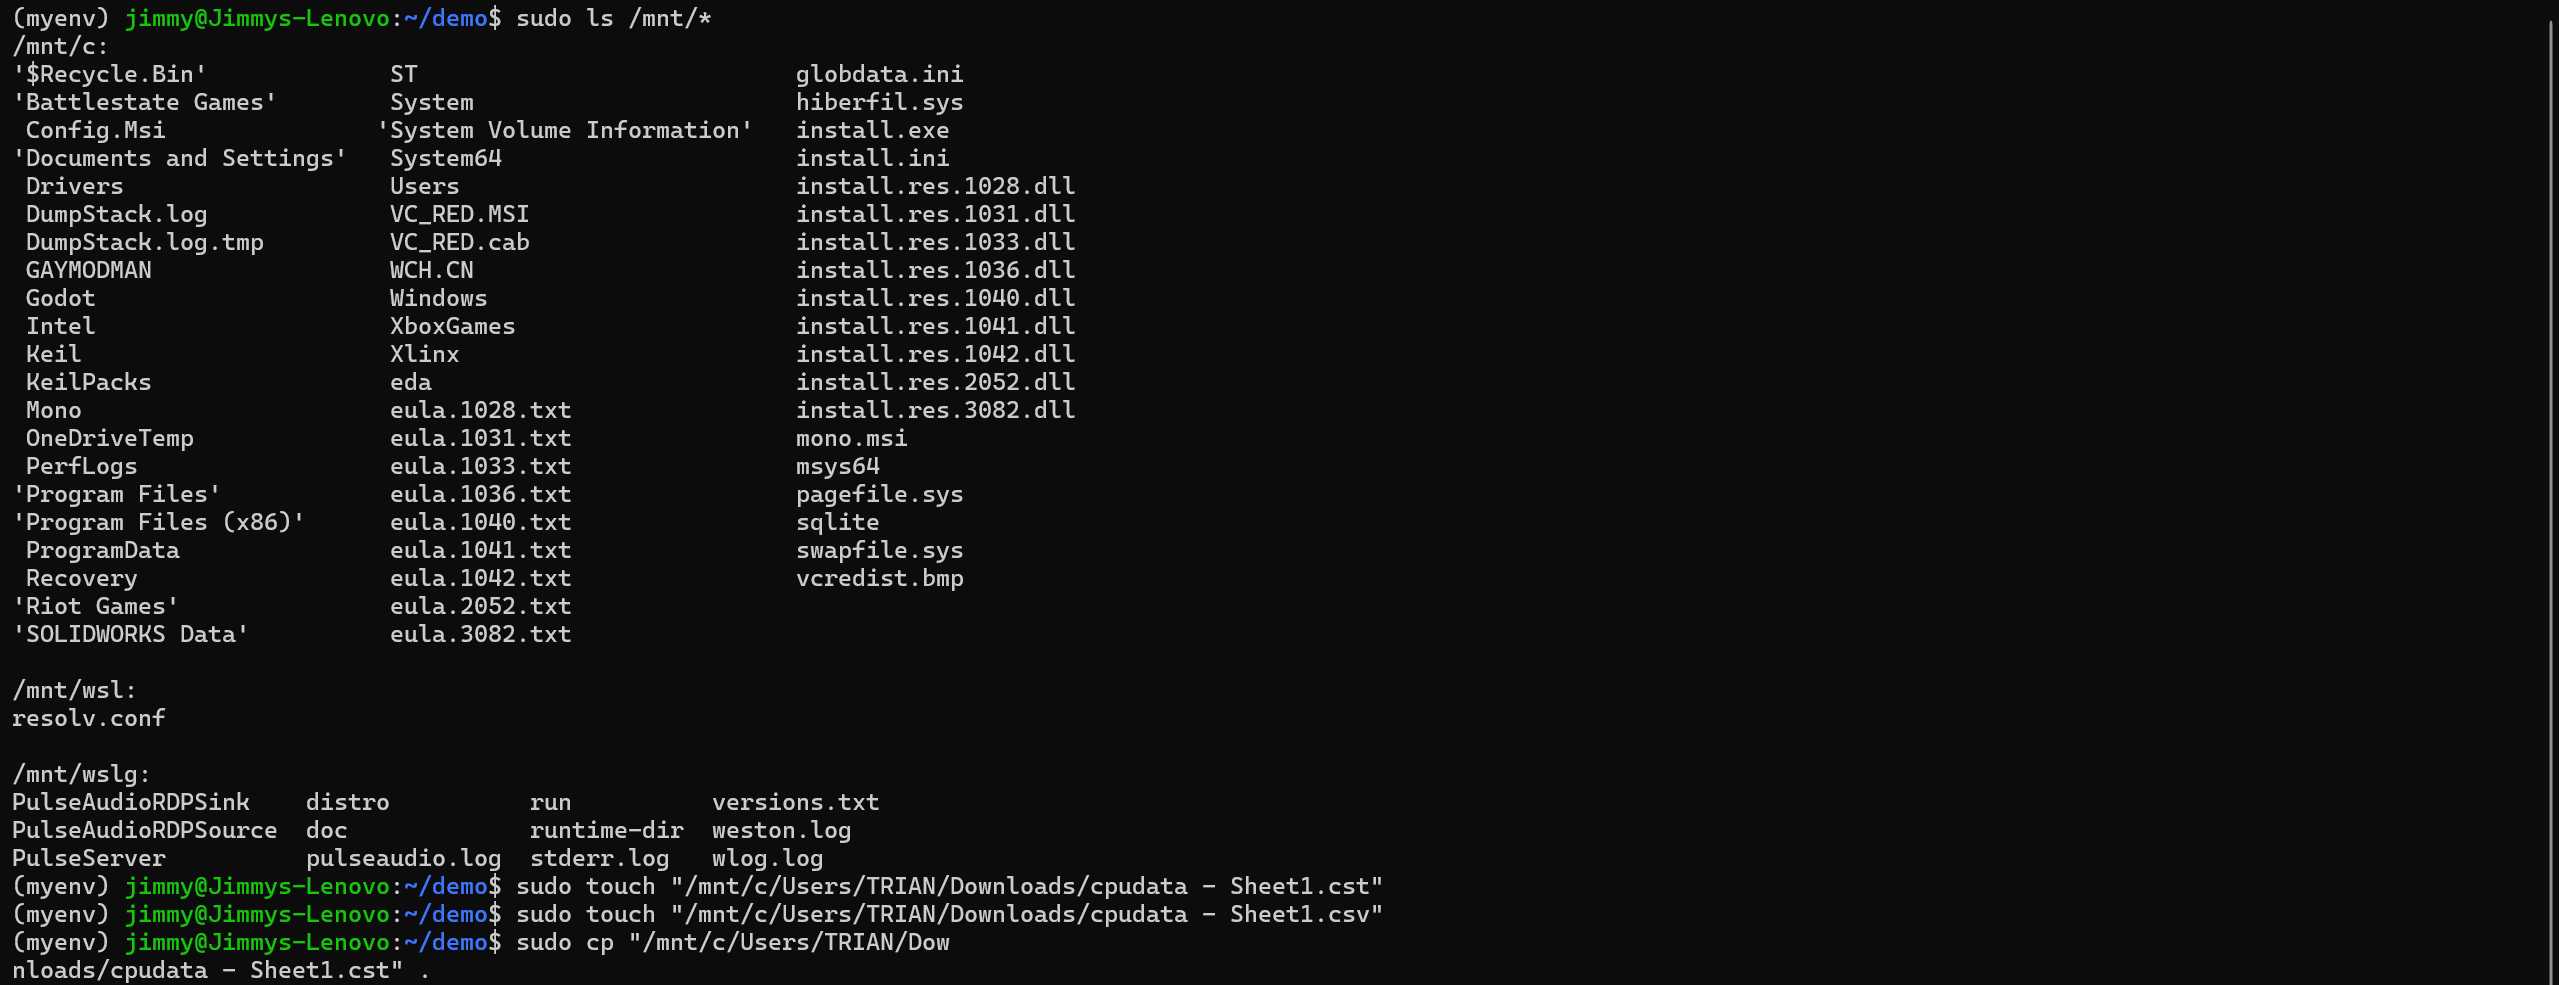 (myenv) jimmy@Jimmys-Lenovo:~/demo$ sudo ls /mnt/*
/mnt/c:
'$Recycle.Bin'             ST                           globdata.ini
'Battlestate Games'        System                       hiberfil.sys
 Config.Msi               'System Volume Information'   install.exe
'Documents and Settings'   System64                     install.ini
 Drivers                   Users                        install.res.1028.dll
 DumpStack.log             VC_RED.MSI                   install.res.1031.dll
 DumpStack.log.tmp         VC_RED.cab                   install.res.1033.dll
 GAYMODMAN                 WCH.CN                       install.res.1036.dll
 Godot                     Windows                      install.res.1040.dll
 Intel                     XboxGames                    install.res.1041.dll
 Keil                      Xlinx                        install.res.1042.dll
 KeilPacks                 eda                          install.res.2052.dll
 Mono                      eula.1028.txt                install.res.3082.dll
 OneDriveTemp              eula.1031.txt                mono.msi
 PerfLogs                  eula.1033.txt                msys64
'Program Files'            eula.1036.txt                pagefile.sys
'Program Files (x86)'      eula.1040.txt                sqlite
 ProgramData               eula.1041.txt                swapfile.sys
 Recovery                  eula.1042.txt                vcredist.bmp
'Riot Games'               eula.2052.txt
'SOLIDWORKS Data'          eula.3082.txt

/mnt/wsl:
resolv.conf

/mnt/wslg:
PulseAudioRDPSink    distro          run          versions.txt
PulseAudioRDPSource  doc             runtime-dir  weston.log
PulseServer          pulseaudio.log  stderr.log   wlog.log
(myenv) jimmy@Jimmys-Lenovo:~/demo$ sudo touch "/mnt/c/Users/TRIAN/Downloads/cpudata - Sheet1.cst"
(myenv) jimmy@Jimmys-Lenovo:~/demo$ sudo touch "/mnt/c/Users/TRIAN/Downloads/cpudata - Sheet1.csv"
(myenv) jimmy@Jimmys-Lenovo:~/demo$ sudo cp "/mnt/c/Users/TRIAN/Dow
nloads/cpudata - Sheet1.cst" .